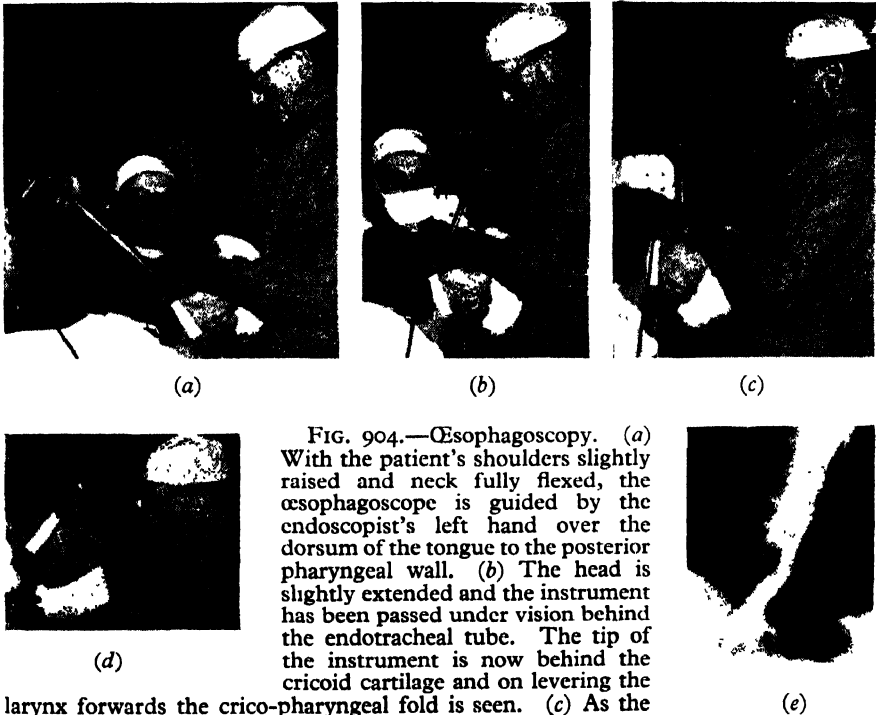 (a)
(b)
(c)
FIG. 904.—Œsophagoscopy. (a)
With the patient's shoulders slightly
raised and neck fully flexed, the
œsophagoscope is guided by the
endoscopist's left hand over the
dorsum of the tongue to the posterior
pharyngeal wall. (b) The head is
slightly extended and the instrument
has been passed under vision behind
the endotracheal tube. The tip of
the instrument is now behind the
cricoid cartilage and on levering the
larynx forwards the crico-pharyngeal fold is seen. (c) As the
(d)
(e)